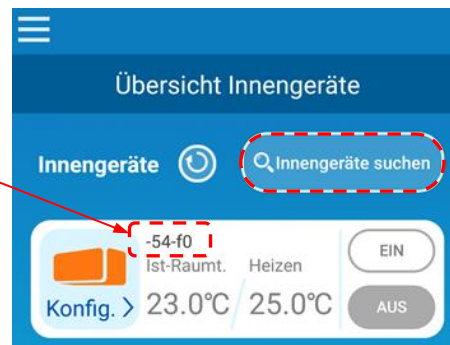 Übersicht Innengeräte
Innengeräte
Innengeräte suchen
-54-f0
Ist-Raumt. Heizen
EIN
Konfig. > 23.0℃ 25.0℃
AUS